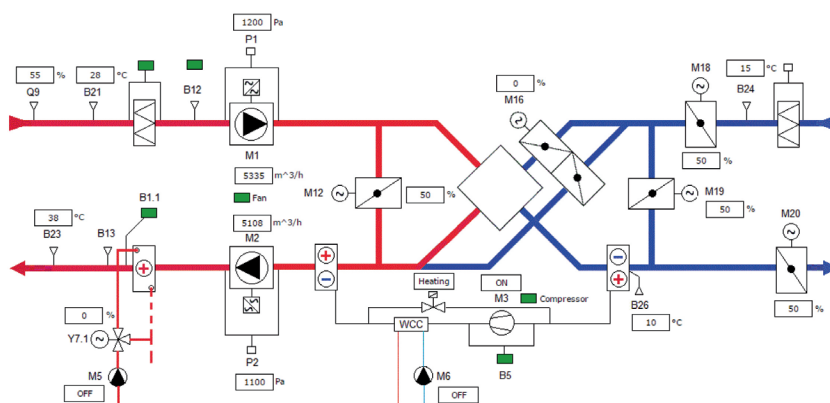 1200 Pa
P1
M18
55 % 28 °C 0 % 15 °C
Q9 B21 B12 M16 B24
M1
5335 m^3/h
50 %
M12 50 % M19
Fan
B1.1
5108 m^3/h
50 %
38 °C
M2
M20
B23 B13
Heating ON
M3 Compressor
B26
50 %
0 %
WCC
10 °C
Y7.1
P2 B5
M5 M6
1100 Pa
OFF OFF